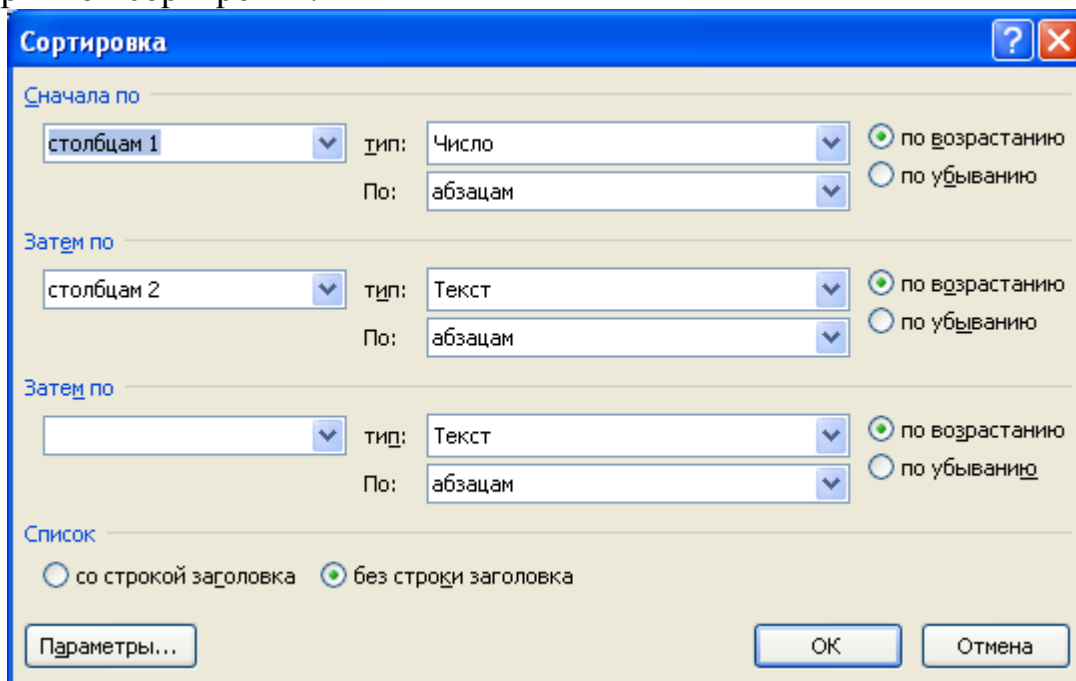 Сортировка
Сначала по
столбцам 1 тип: Число по возрастанию
По: абзацам по убыванию
Затем по
столбцам 2 тип: Текст по возрастанию
По: абзацам по убыванию
Затем по
тип: Текст по возрастанию
По: абзацам по убыванию
Список
со строкой заголовка без строки заголовка
Параметры... ОК Отмена